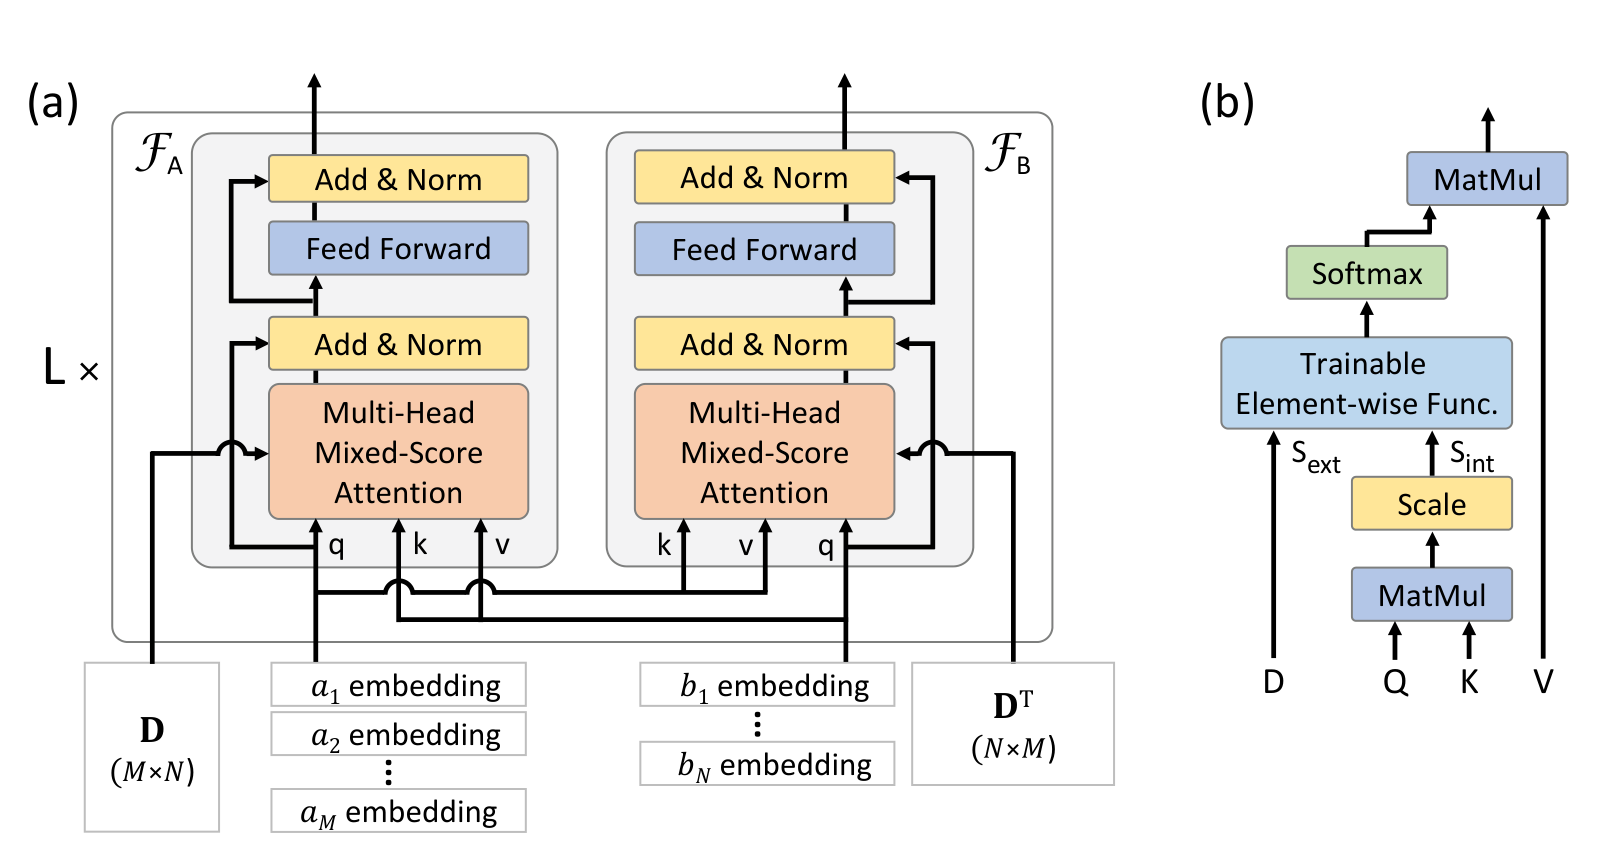 (a)
ℱA
Add & Norm
Feed Forward
Add & Norm
Multi-Head
Mixed-Score
Attention
q k v
ℱB
Add & Norm
Feed Forward
Add & Norm
Multi-Head
Mixed-Score
Attention
k v q
L ×
D
(M×N)
a1 embedding
a2 embedding
⋮
aM embedding
b1 embedding
⋮
bN embedding
D^T
(N×M)
(b)
MatMul
Softmax
Trainable
Element-wise Func.
Sext
Sint
Scale
MatMul
D Q K V